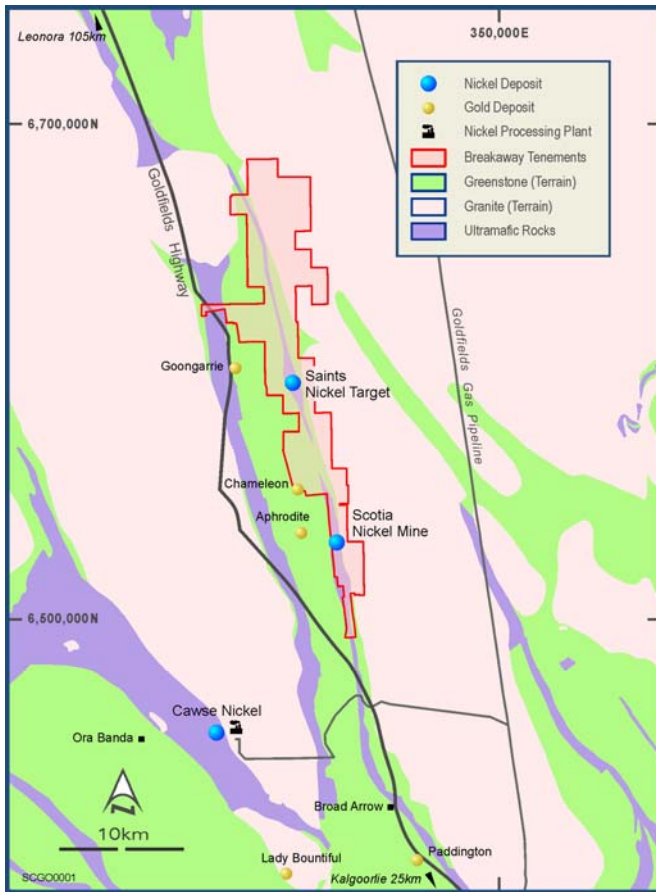 Leonora 105km
350,000E
Nickel Deposit
Gold Deposit
Nickel Processing Plant
Breakaway Tenements
Greenstone (Terrain)
Granite (Terrain)
Ultramafic Rocks
6,700,000N
Goldfields Highway
Goldfields Gas Pipeline
Goongarrie
Saints
Nickel Target
Chameleon
Aphrodite
Scotia
Nickel Mine
6,500,000N
Cawse Nickel
Ora Banda
N
10km
Broad Arrow
Lady Bountiful
Paddington
Kalgoorlie 25km
SCGO0001